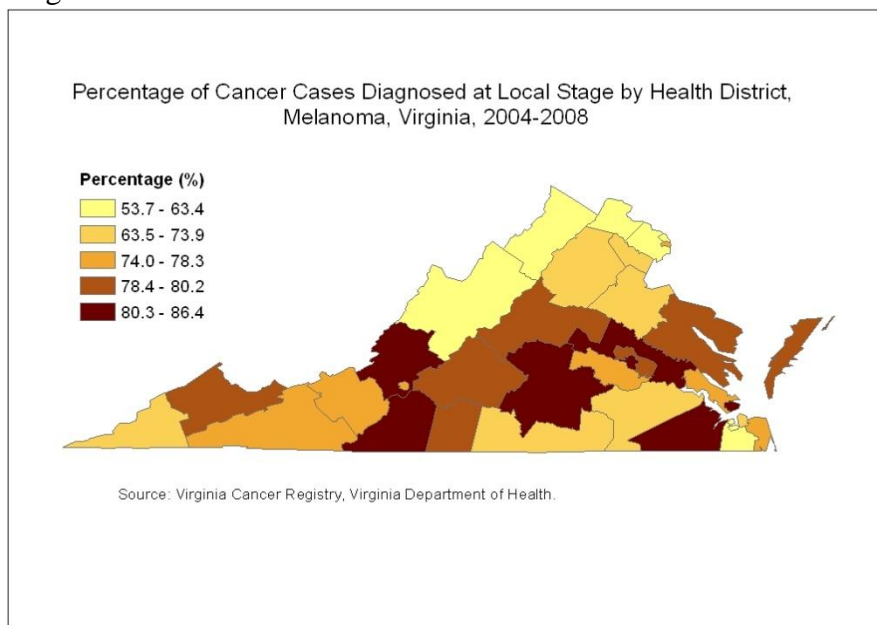 Percentage of Cancer Cases Diagnosed at Local Stage by Health District,
Melanoma, Virginia, 2004-2008
Percentage (%)
53.7 - 63.4
63.5 - 73.9
74.0 - 78.3
78.4 - 80.2
80.3 - 86.4
Source: Virginia Cancer Registry, Virginia Department of Health.